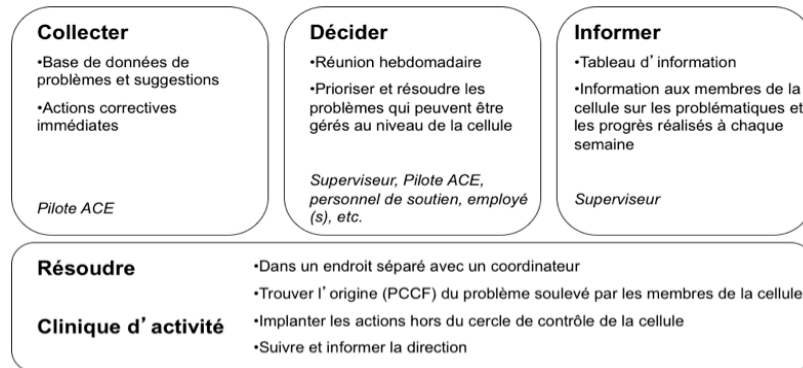 Collecter
•Base de données de
problèmes et suggestions
•Actions correctives
immédiates
Pilote ACE
Décider
•Réunion hebdomadaire
•Prioriser et résoudre les
problèmes qui peuvent être
gérés au niveau de la cellule
Superviseur, Pilote ACE,
personnel de soutien, employé
(s), etc.
Informer
•Tableau d'information
•Information aux membres de la
cellule sur les problématiques et
les progrès réalisés à chaque
semaine
Superviseur
Résoudre
Clinique d'activité
•Dans un endroit séparé avec un coordinateur
•Trouver l'origine (PCCF) du problème soulevé par les membres de la cellule
•Implanter les actions hors du cercle de contrôle de la cellule
•Suivre et informer la direction